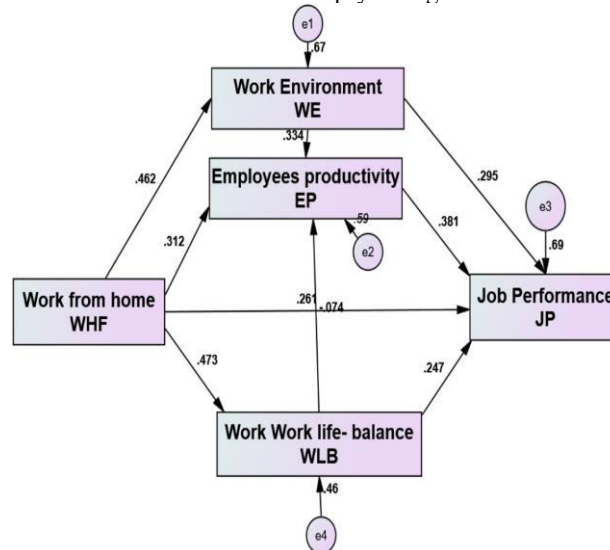 e1
.67
Work Environment
WE
.334
.462
.295
Employees productivity
EP
e3
.59
.381
.312
e2
.69
Work from home
WHF
.261
-.074
Job Performance
JP
.473
.247
Work Work life- balance
WLB
.46
e4